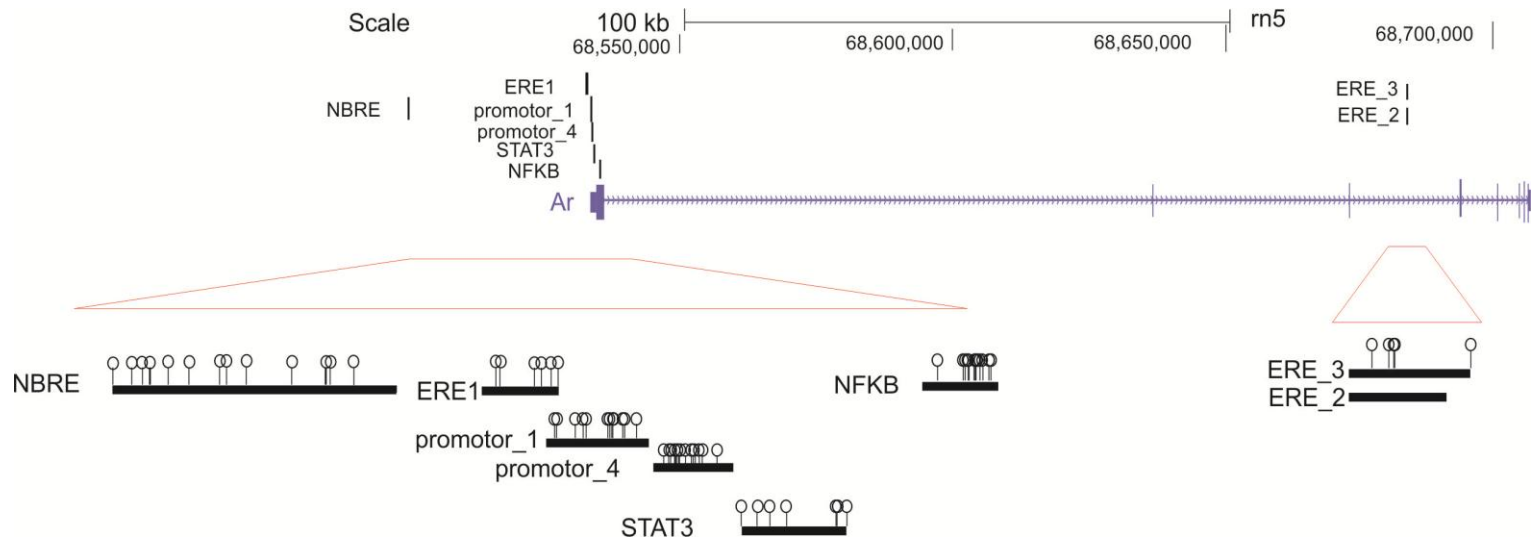 Scale 100 kb rn5
68,550,000 68,600,000 68,650,000 68,700,000
ERE1 ERE_3
NBRE promotor_1 ERE_2
promotor_4
STAT3
NFKB
Ar
NBRE ERE1 NFKB ERE_3
ERE_2
promotor_1
promotor_4
STAT3